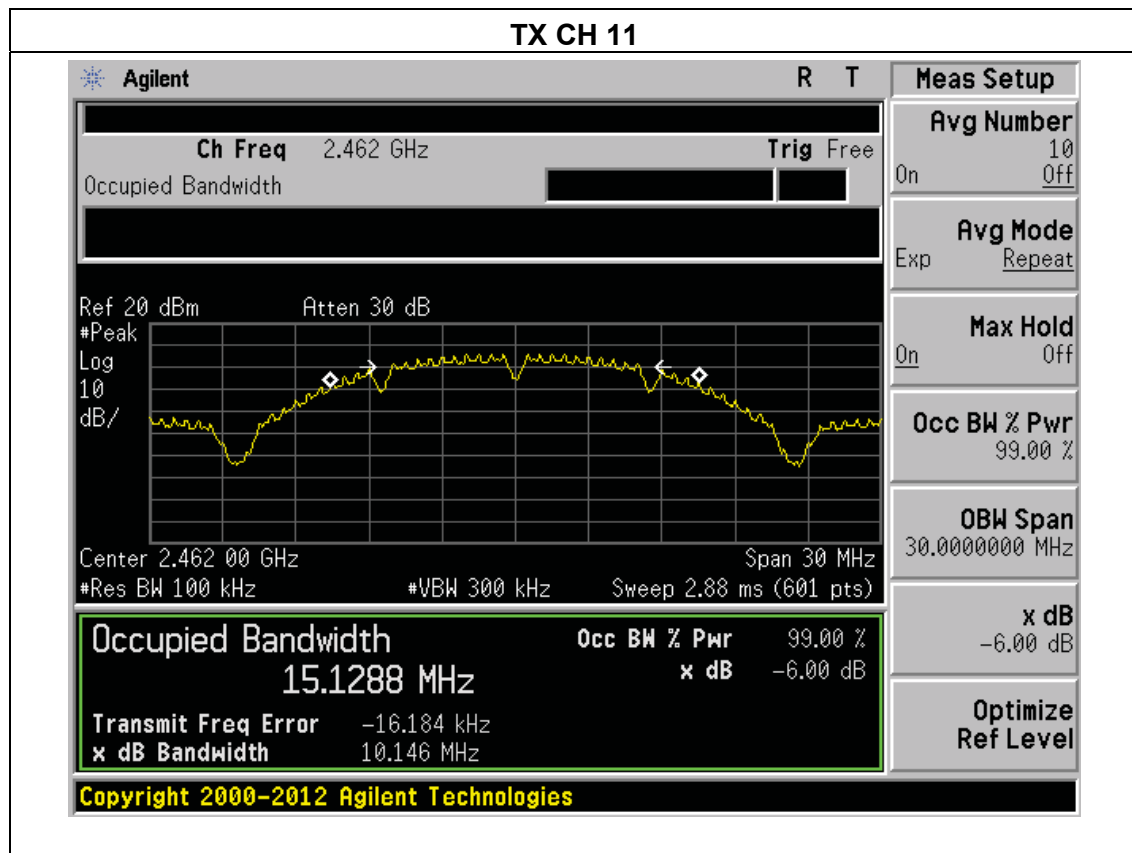 TX CH 11
Agilent R T
Ch Freq 2.462 GHz Trig Free
Occupied Bandwidth
Ref 20 dBm Atten 30 dB
#Peak
Log
10
dB/
Center 2.462 00 GHz Span 30 MHz
#Res BW 100 kHz #VBW 300 kHz Sweep 2.88 ms (601 pts)
Occupied Bandwidth Occ BW % Pwr 99.00 %
15.1288 MHz x dB -6.00 dB
Transmit Freq Error -16.184 kHz
x dB Bandwidth 10.146 MHz
Copyright 2000-2012 Agilent Technologies
Meas Setup
Avg Number
10
On Off
Avg Mode
Exp Repeat
Max Hold
On Off
Occ BW % Pwr
99.00 %
OBW Span
30.0000000 MHz
x dB
-6.00 dB
Optimize
Ref Level